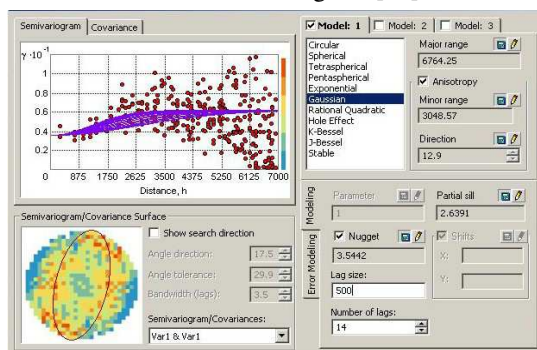 Semivariogram Covariance
γ ·10⁻¹
1
0.8
0.6
0.4
0.2
0 875 1750 2625 3500 4375 5250 6125 7000
Distance, h
Semivariogram/Covariance Surface
Show search direction
Angle direction: 17.5
Angle tolerance: 29.9
Bandwidth (lags): 3.5
Semivariogram/Covariances:
Var1 & Var1
Model: 1 Model: 2 Model: 3
Circular
Spherical
Tetraspherical
Pentaspherical
Exponential
Gaussian
Rational Quadratic
Hole Effect
K-Bessel
J-Bessel
Stable
Major range
6764.25
Anisotropy
Minor range
3048.57
Direction
12.9
Modeling
Error Modeling
Parameter
1
Partial sill
2.6391
Nugget
3.5442
Shifts
X:
Y:
Lag size:
500
Number of lags:
14